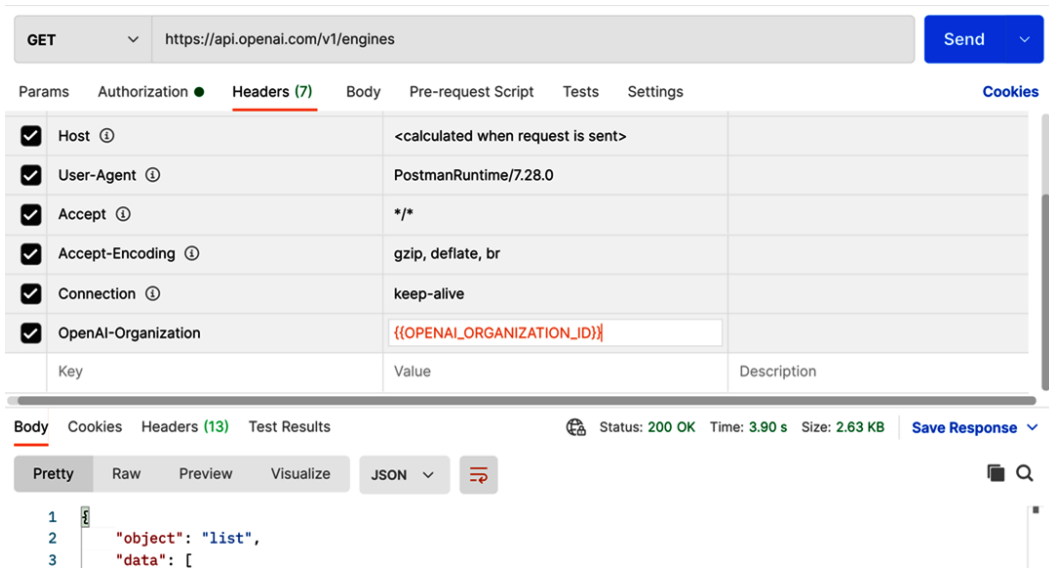 GET https://api.openai.com/v1/engines Send
Params Authorization Headers (7) Body Pre-request Script Tests Settings Cookies
Host <calculated when request is sent>
User-Agent PostmanRuntime/7.28.0
Accept */*
Accept-Encoding gzip, deflate, br
Connection keep-alive
OpenAI-Organization {{OPENAI_ORGANIZATION_ID}}
Key Value Description
Body Cookies Headers (13) Test Results Status: 200 OK Time: 3.90 s Size: 2.63 KB Save Response
Pretty Raw Preview Visualize JSON
1 {
2 "object": "list",
3 "data": [